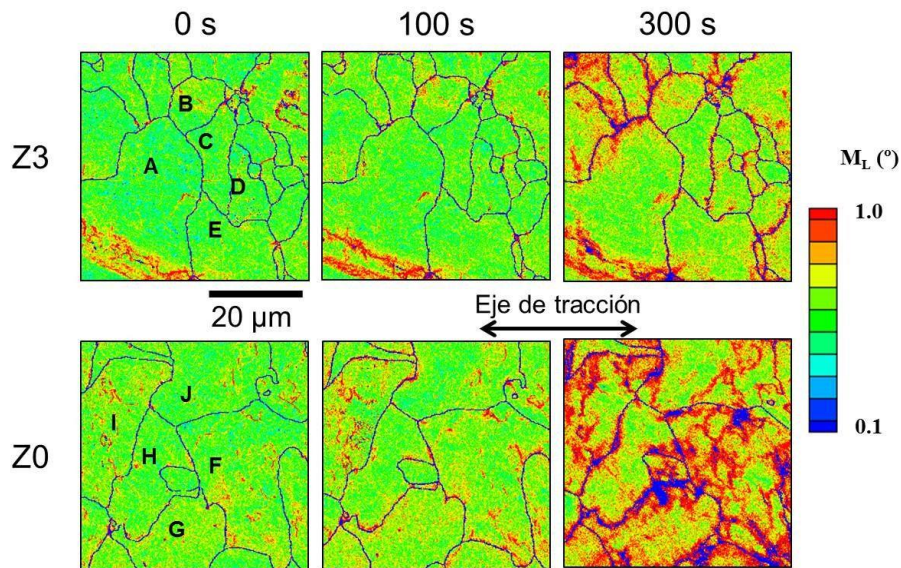 0 s
100 s
300 s
Z3
B
C
A
D
E
M_L (º)
1.0
0.1
20 µm
Eje de tracción
Z0
J
I
H
F
G